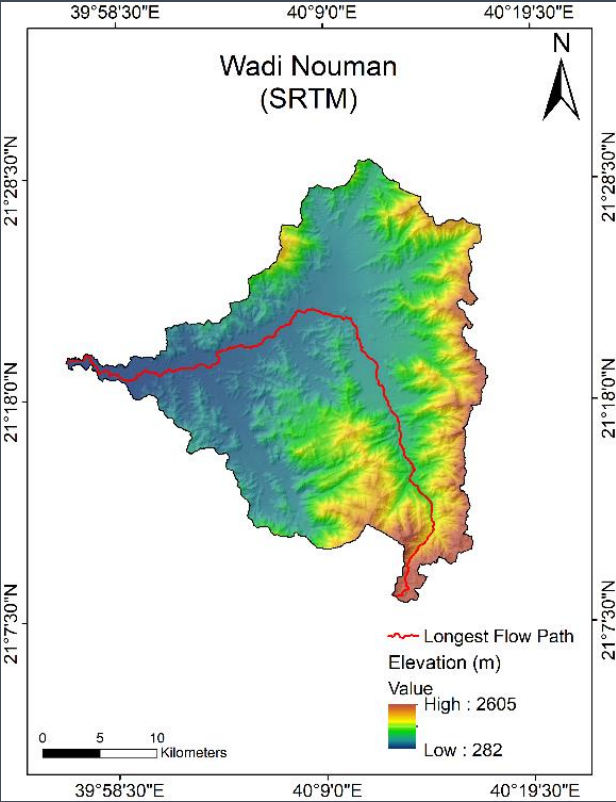 39°58'30"E 40°9'0"E 40°19'30"E
Wadi Nouman
(SRTM)
N
21°28'30"N 21°28'30"N
21°18'0"N 21°18'0"N
21°7'30"N 21°7'30"N
Longest Flow Path
Elevation (m)
Value
High : 2605
Low : 282
0 5 10
Kilometers
39°58'30"E 40°9'0"E 40°19'30"E